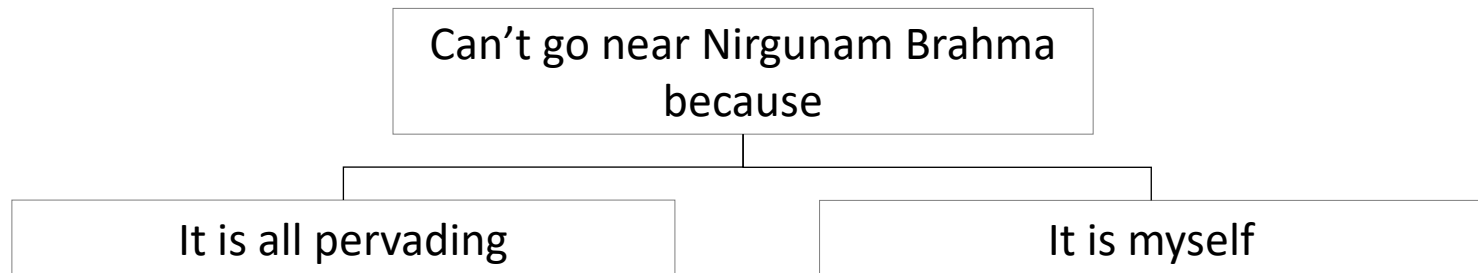 Can’t go near Nirgunam Brahma
because
It is all pervading
It is myself